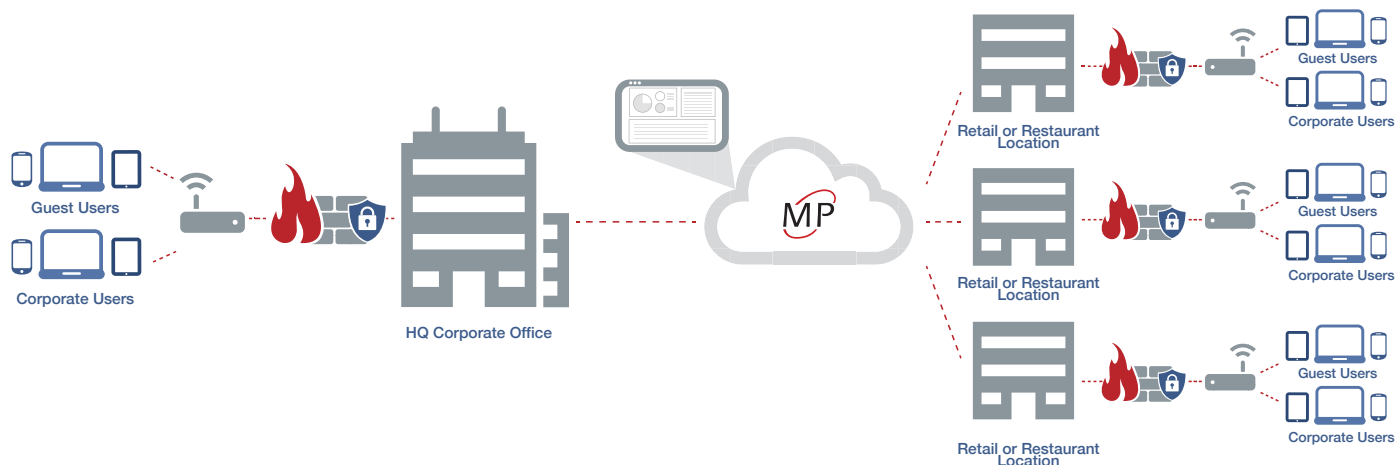 Guest Users
Corporate Users
HQ Corporate Office
MP
Retail or Restaurant
Location
Guest Users
Corporate Users
Retail or Restaurant
Location
Guest Users
Corporate Users
Retail or Restaurant
Location
Guest Users
Corporate Users